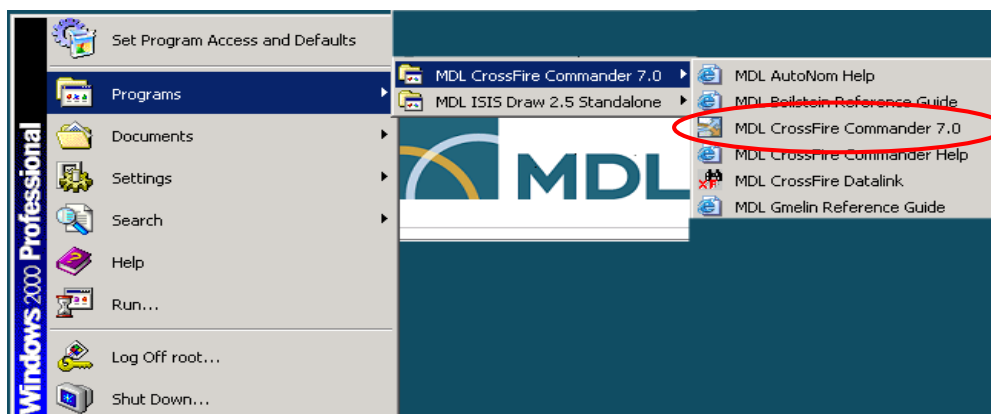 Windows 2000 Professional
Set Program Access and Defaults
Programs
Documents
Settings
Search
Help
Run...
Log Off root...
Shut Down...
MDL CrossFire Commander 7.0
MDL ISIS Draw 2.5 Standalone
MDL
MDL AutoNom Help
MDL Beilstein Reference Guide
MDL CrossFire Commander 7.0
MDL CrossFire Commander Help
MDL CrossFire Datalink
MDL Gmelin Reference Guide